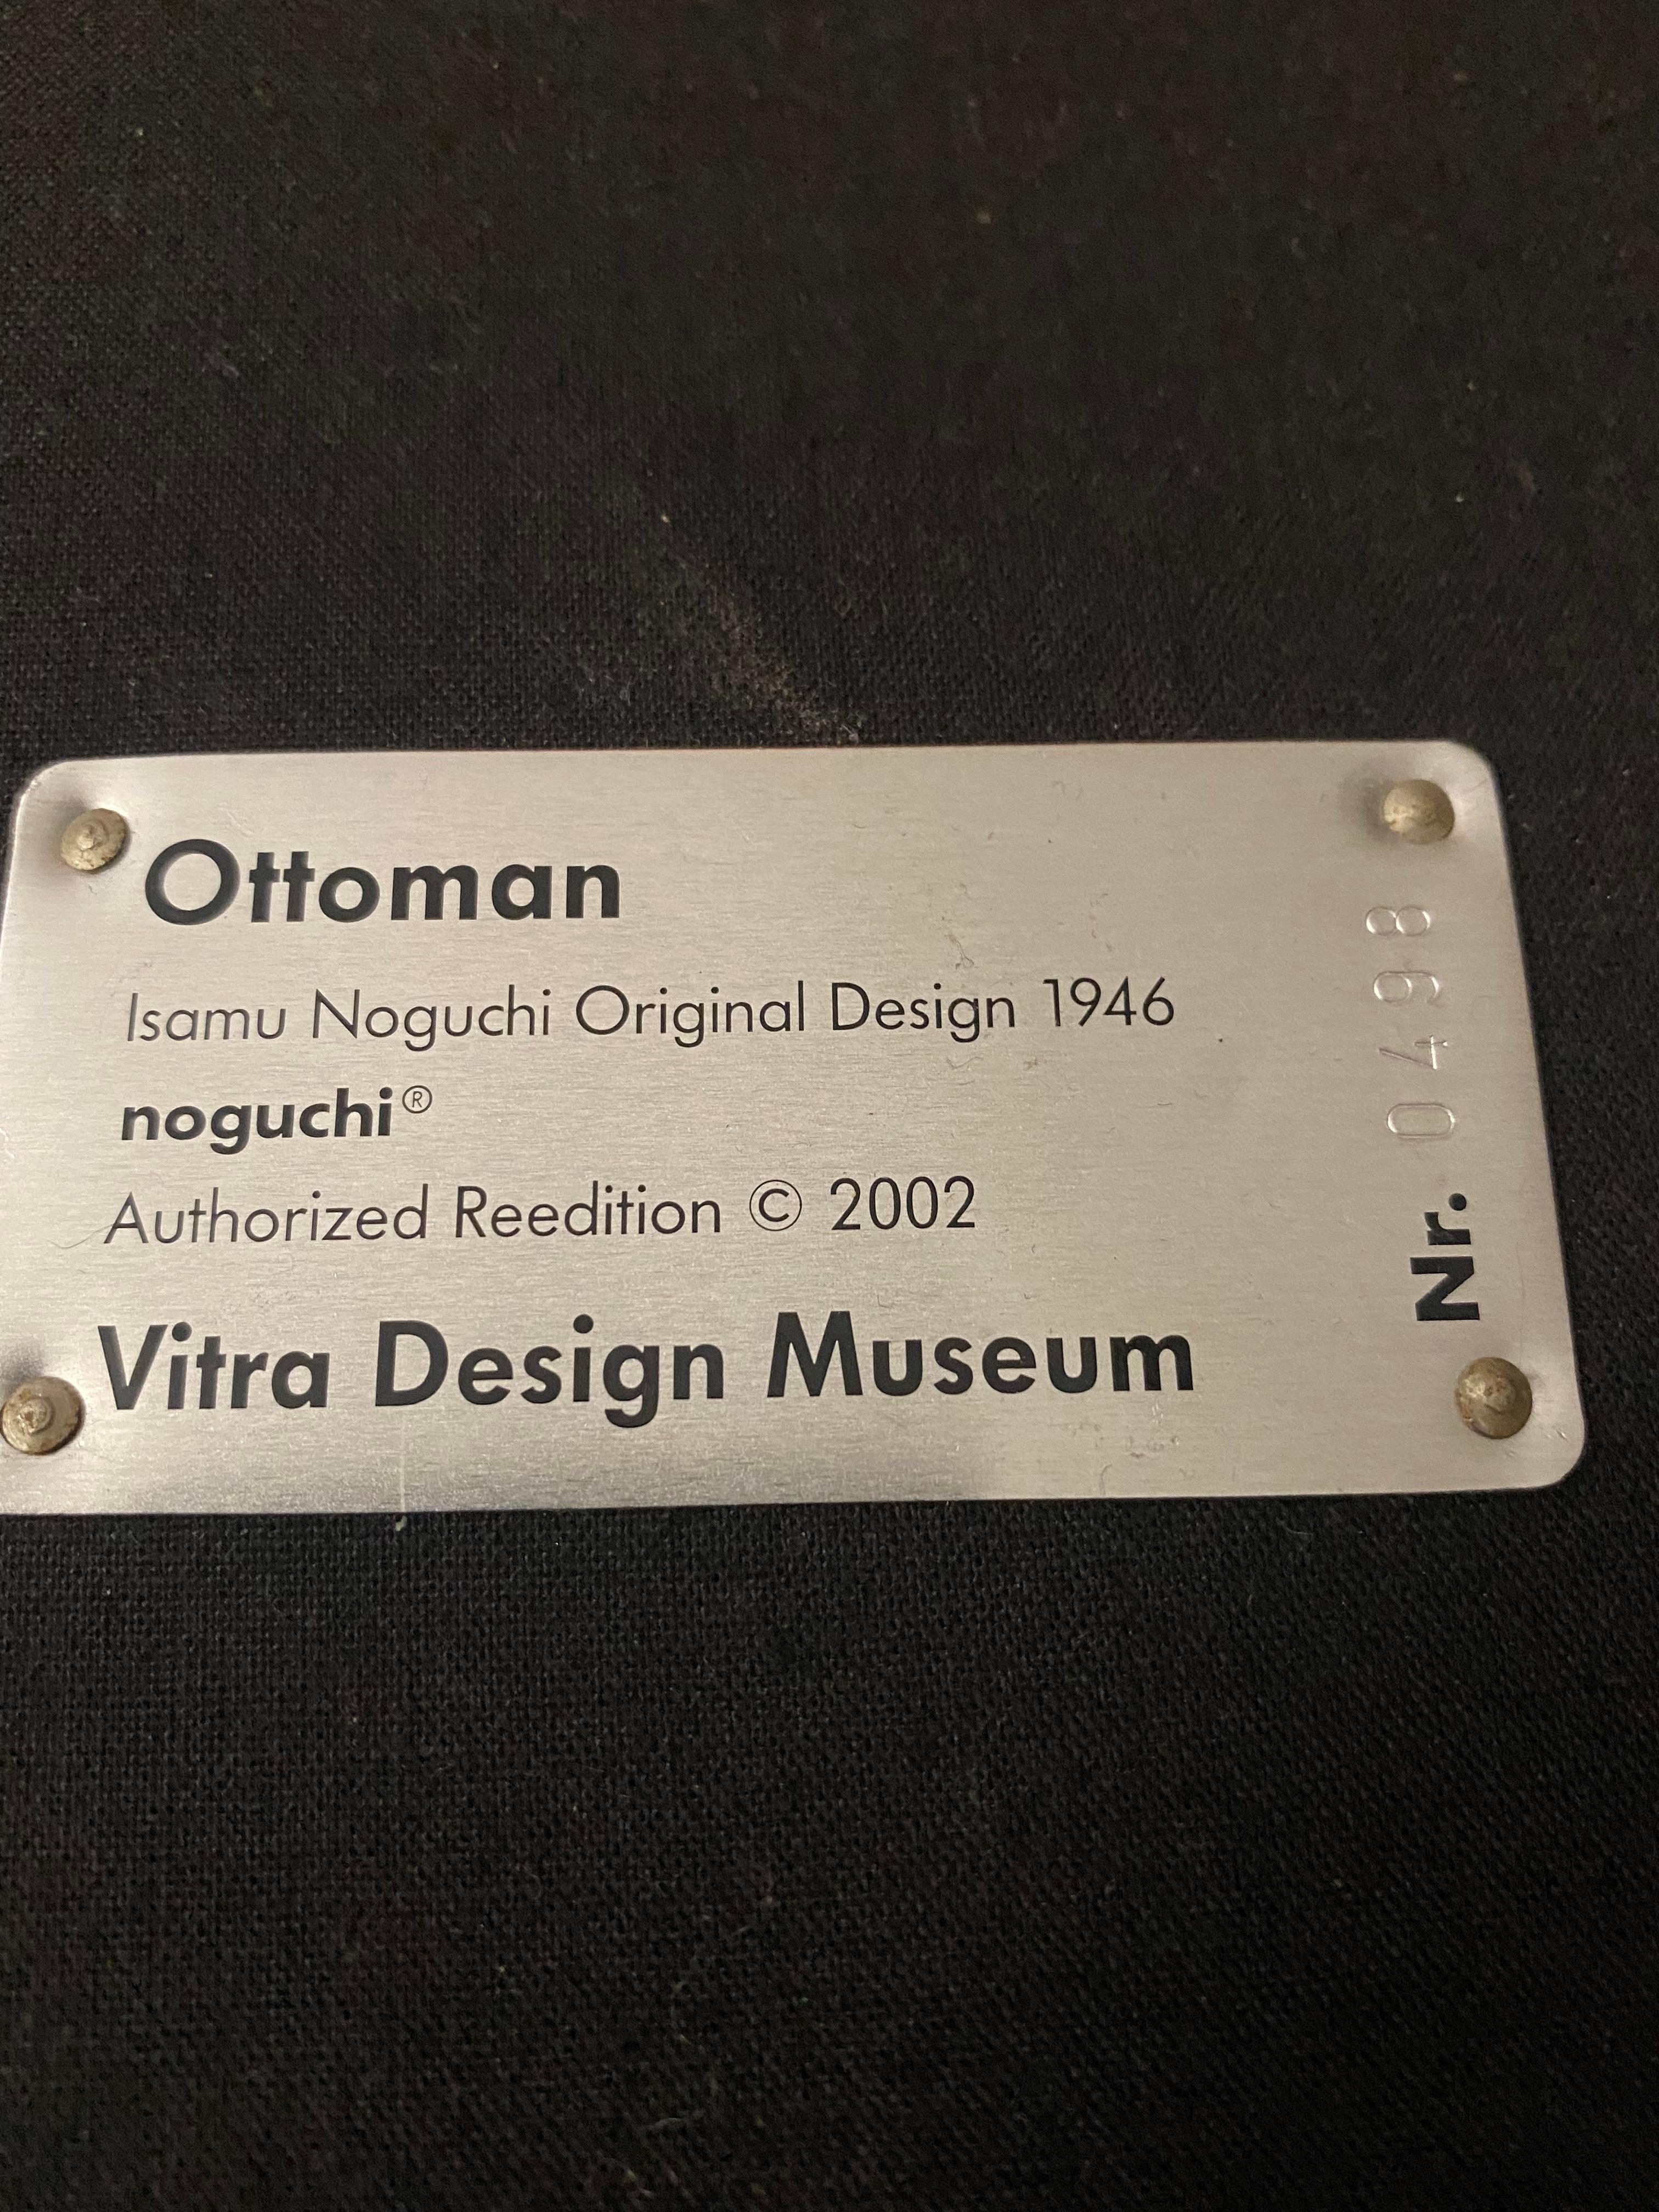 Ottoman
Isamu Noguchi Original Design 1946
noguchi®
Authorized Reedition © 2002
Vitra Design Museum
Nr. 0498